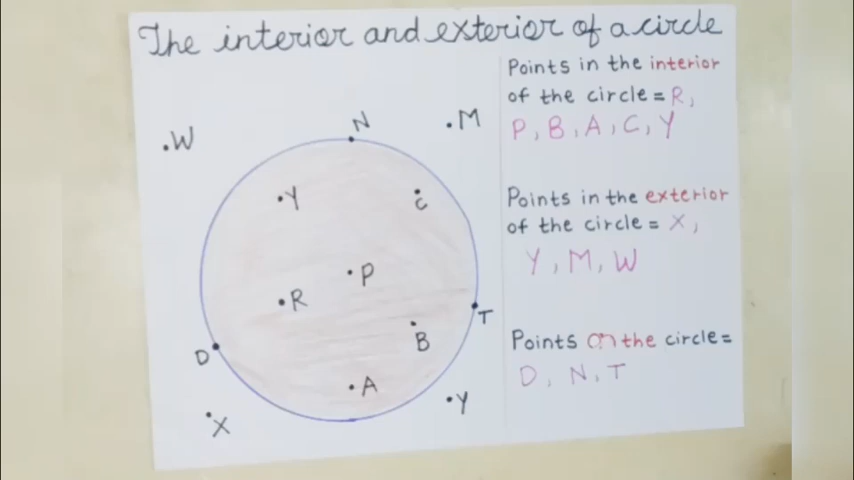 The interior and exterior of a circle
Points in the interior
of the circle = R,
P, B, A, C, Y
Points in the exterior
of the circle = X,
Y, M, W
Points on the circle =
D, N, T
N
M
W
Y
C
P
R
T
B
D
A
Y
X